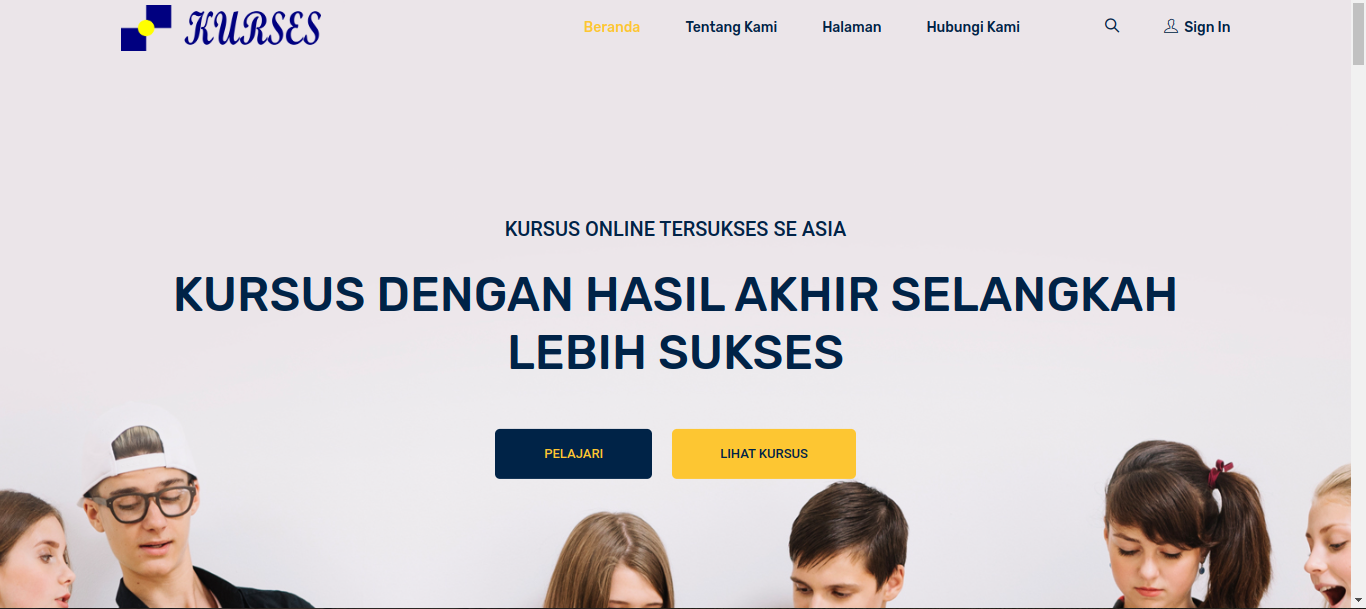 KURSES
Beranda Tentang Kami Halaman Hubungi Kami Sign In
KURSUS ONLINE TERSUKSES SE ASIA
KURSUS DENGAN HASIL AKHIR SELANGKAH
LEBIH SUKSES
PELAJARI LIHAT KURSUS